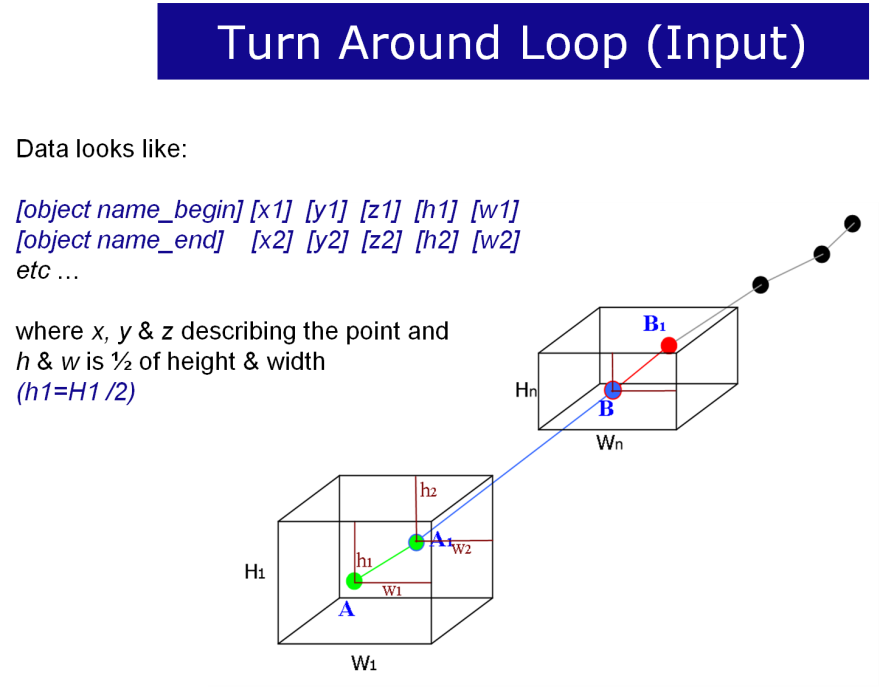 Turn Around Loop (Input)
Data looks like:
[object name_begin] [x1] [y1] [z1] [h1] [w1]
[object name_end] [x2] [y2] [z2] [h2] [w2]
etc …
where x, y & z describing the point and
h & w is ½ of height & width
(h1=H1 /2)
B₁
Hn
B
Wn
h₂
A₁
w₂
H₁
h₁
w₁
A
W₁